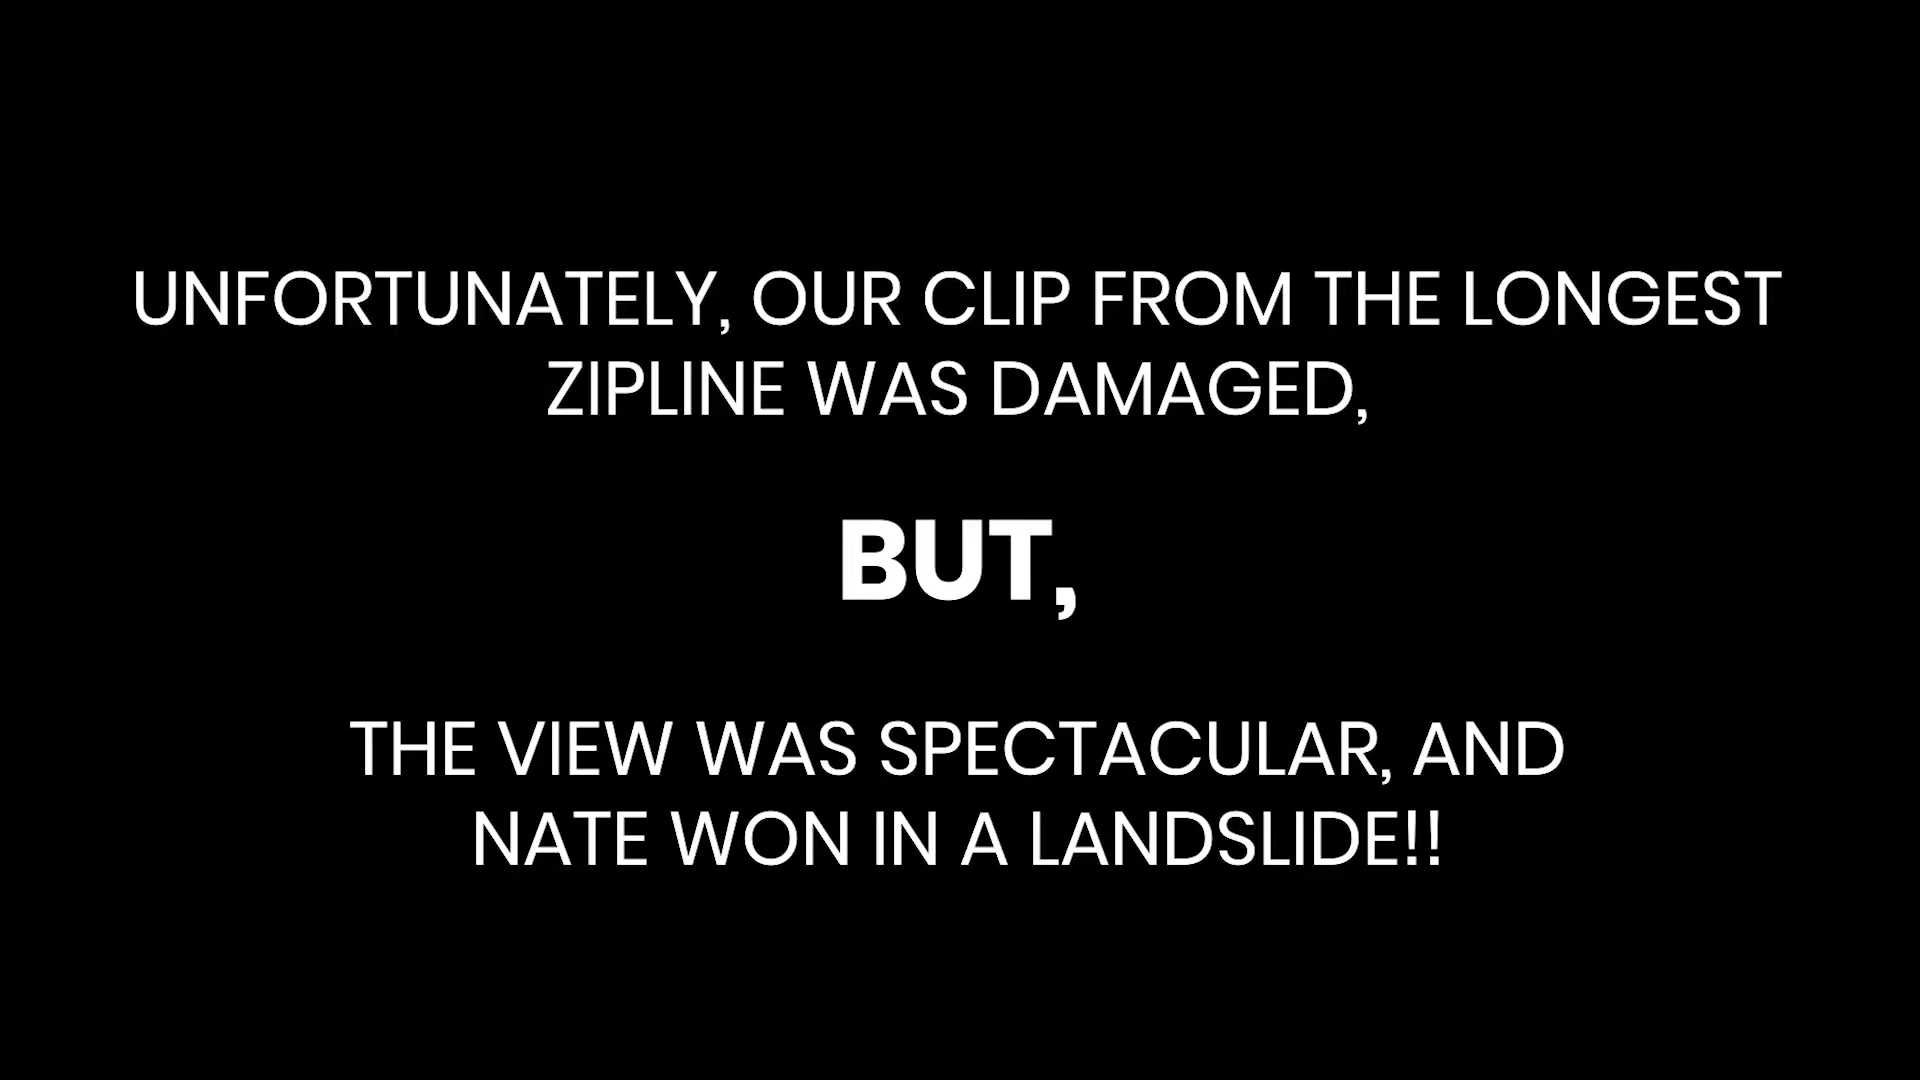 UNFORTUNATELY, OUR CLIP FROM THE LONGEST
ZIPLINE WAS DAMAGED,
BUT,
THE VIEW WAS SPECTACULAR, AND
NATE WON IN A LANDSLIDE!!